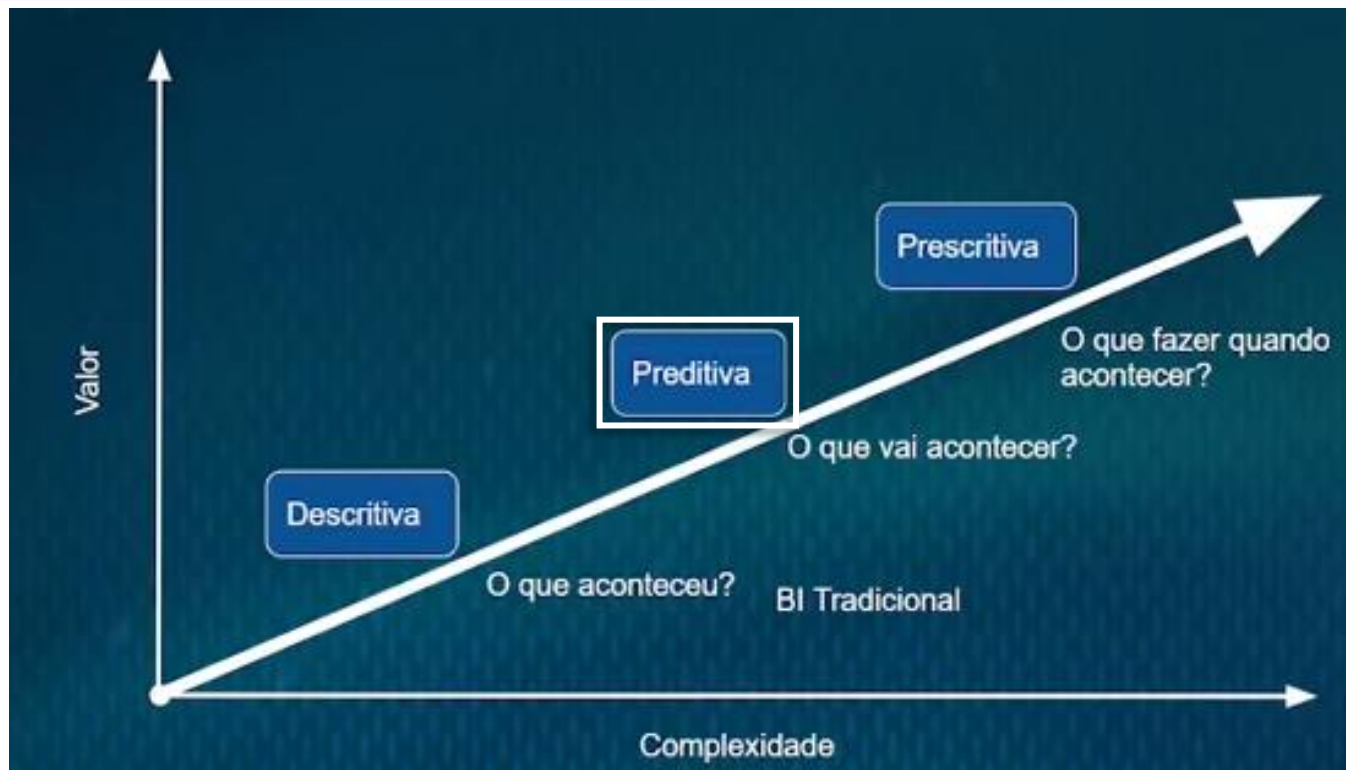 Prescritiva
O que fazer quando
acontecer?
Valor
Preditiva
O que vai acontecer?
Descritiva
O que aconteceu?
BI Tradicional
Complexidade